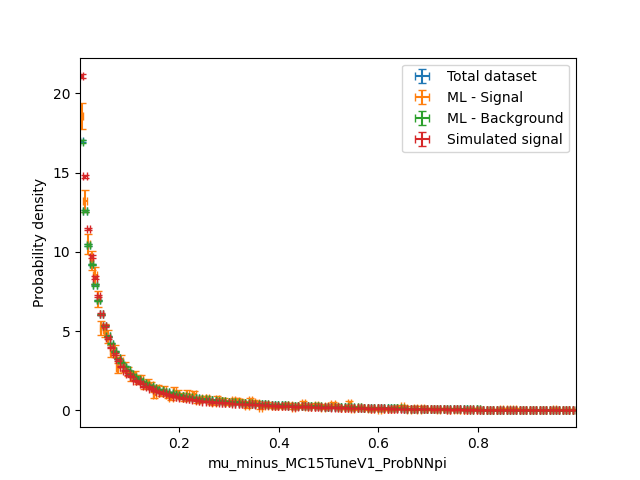 Total dataset
ML - Signal
ML - Background
Simulated signal
Probability density
20
15
10
5
0
0.2 0.4 0.6 0.8
mu_minus_MC15TuneV1_ProbNNpi